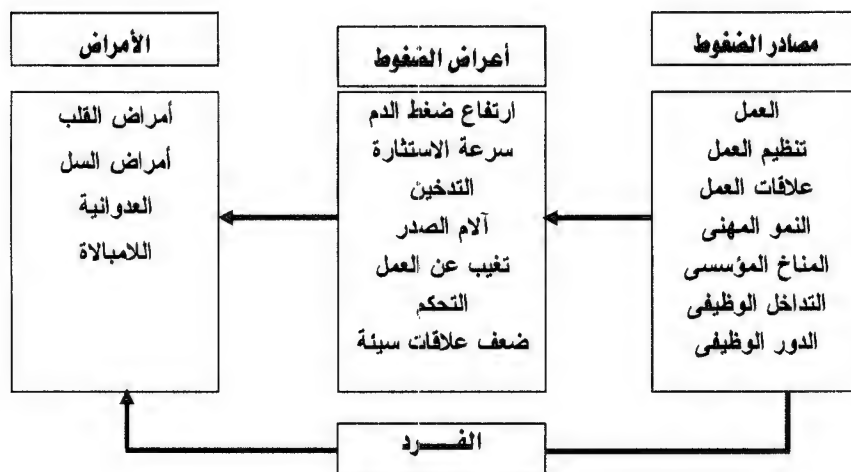 مصادر الضغوط
العمل
تنظيم العمل
علاقات العمل
النمو المهنى
المناخ المؤسسى
التداخل الوظيفى
الدور الوظيفى
أعراض الضغوط
ارتفاع ضغط الدم
سرعة الاستثارة
التدخين
آلام الصدر
تغيب عن العمل
التحكم
ضعف علاقات سيئة
الأمراض
أمراض القلب
أمراض السل
العدوانية
اللامبالاة
الفـــرد